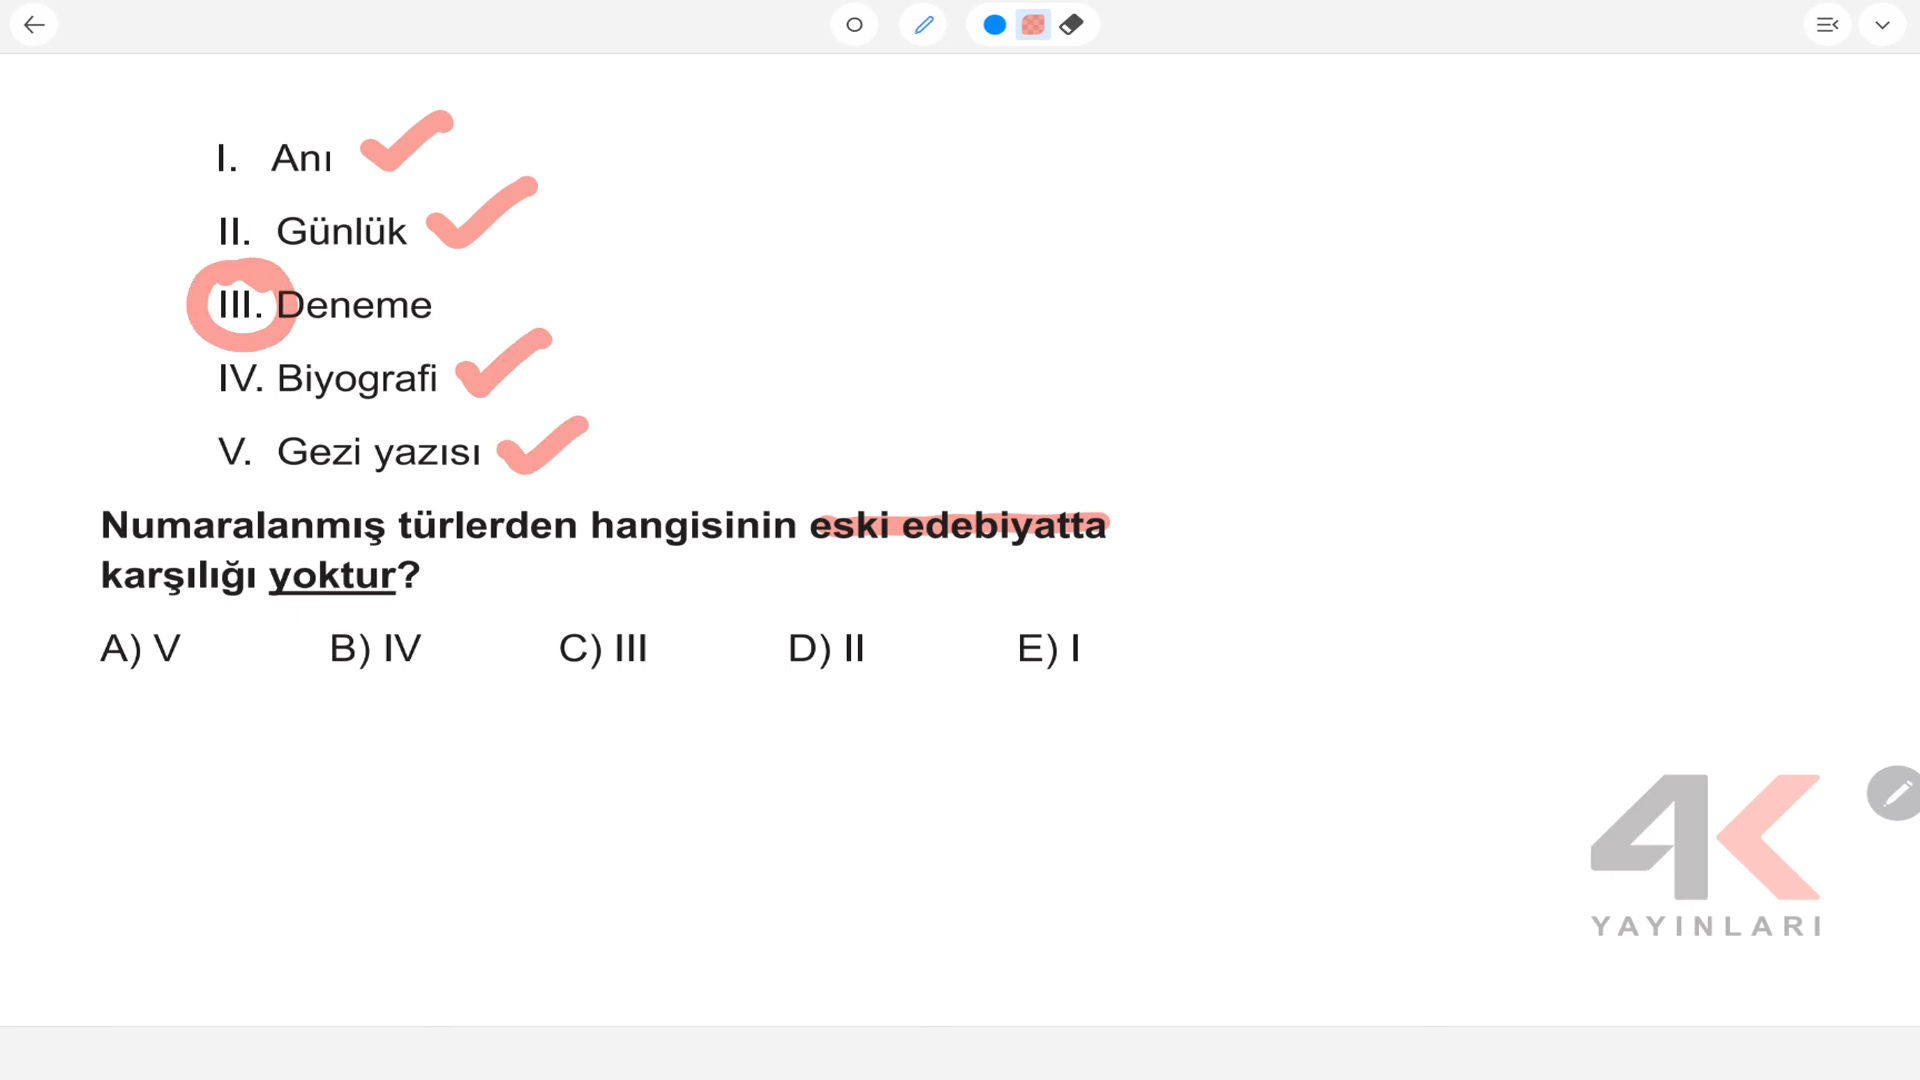 I. Anı
II. Günlük
III. Deneme
IV. Biyografi
V. Gezi yazısı
Numaralanmış türlerden hangisinin eski edebiyatta
karşılığı yoktur?
A) V B) IV C) III D) II E) I
4K
YAYINLARI